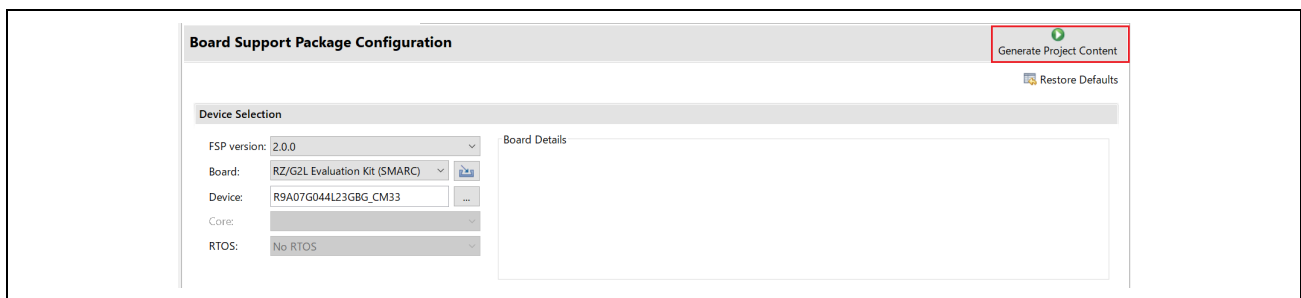 Board Support Package Configuration
Generate Project Content
Restore Defaults
Device Selection
FSP version: 2.0.0
Board Details
Board: RZ/G2L Evaluation Kit (SMARC)
Device: R9A07G044L23GBG_CM33 ...
Core:
RTOS: No RTOS